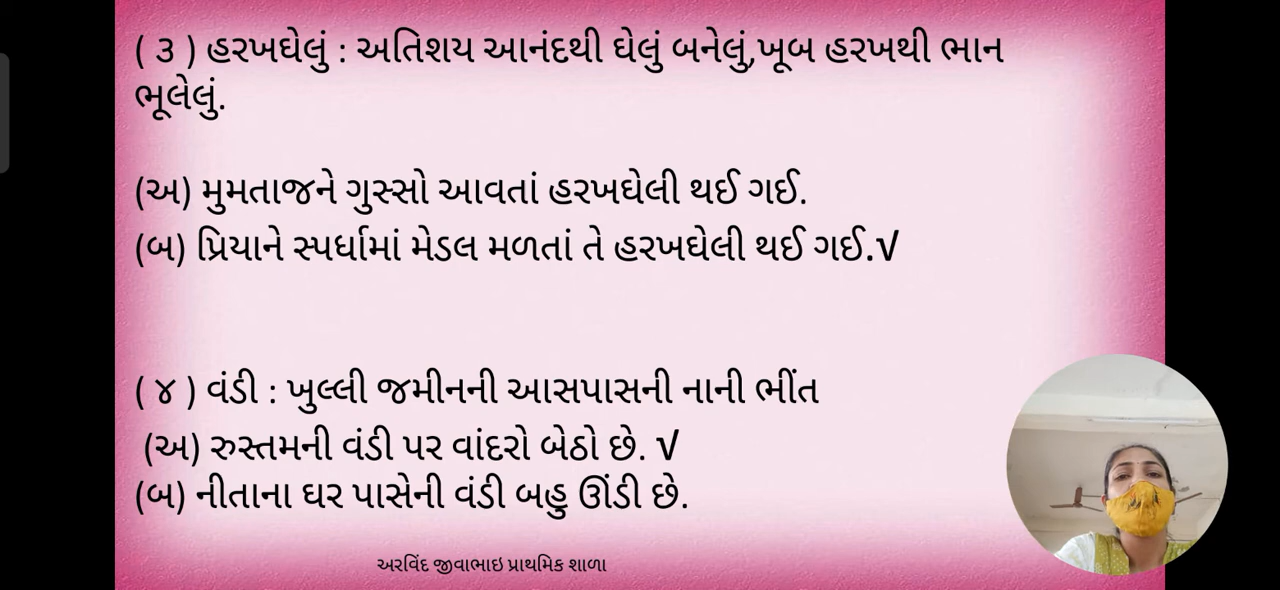 ( ૩ ) હરખઘેલું : અતિશય આનંદથી ઘેલું બનેલું,ખૂબ હરખથી ભાન
ભૂલેલું.
(અ) મુમતાજને ગુસ્સો આવતાં હરખઘેલી થઈ ગઈ.
(બ) પ્રિયાને સ્પર્ધામાં મેડલ મળતાં તે હરખઘેલી થઈ ગઈ.√
( ૪ ) વંડી : ખુલ્લી જમીનની આસપાસની નાની ભીંત
(અ) રુસ્તમની વંડી પર વાંદરો બેઠો છે. √
(બ) નીતાના ઘર પાસેની વંડી બહુ ઊંડી છે.
અરવિંદ જીવાભાઇ પ્રાથમિક શાળા